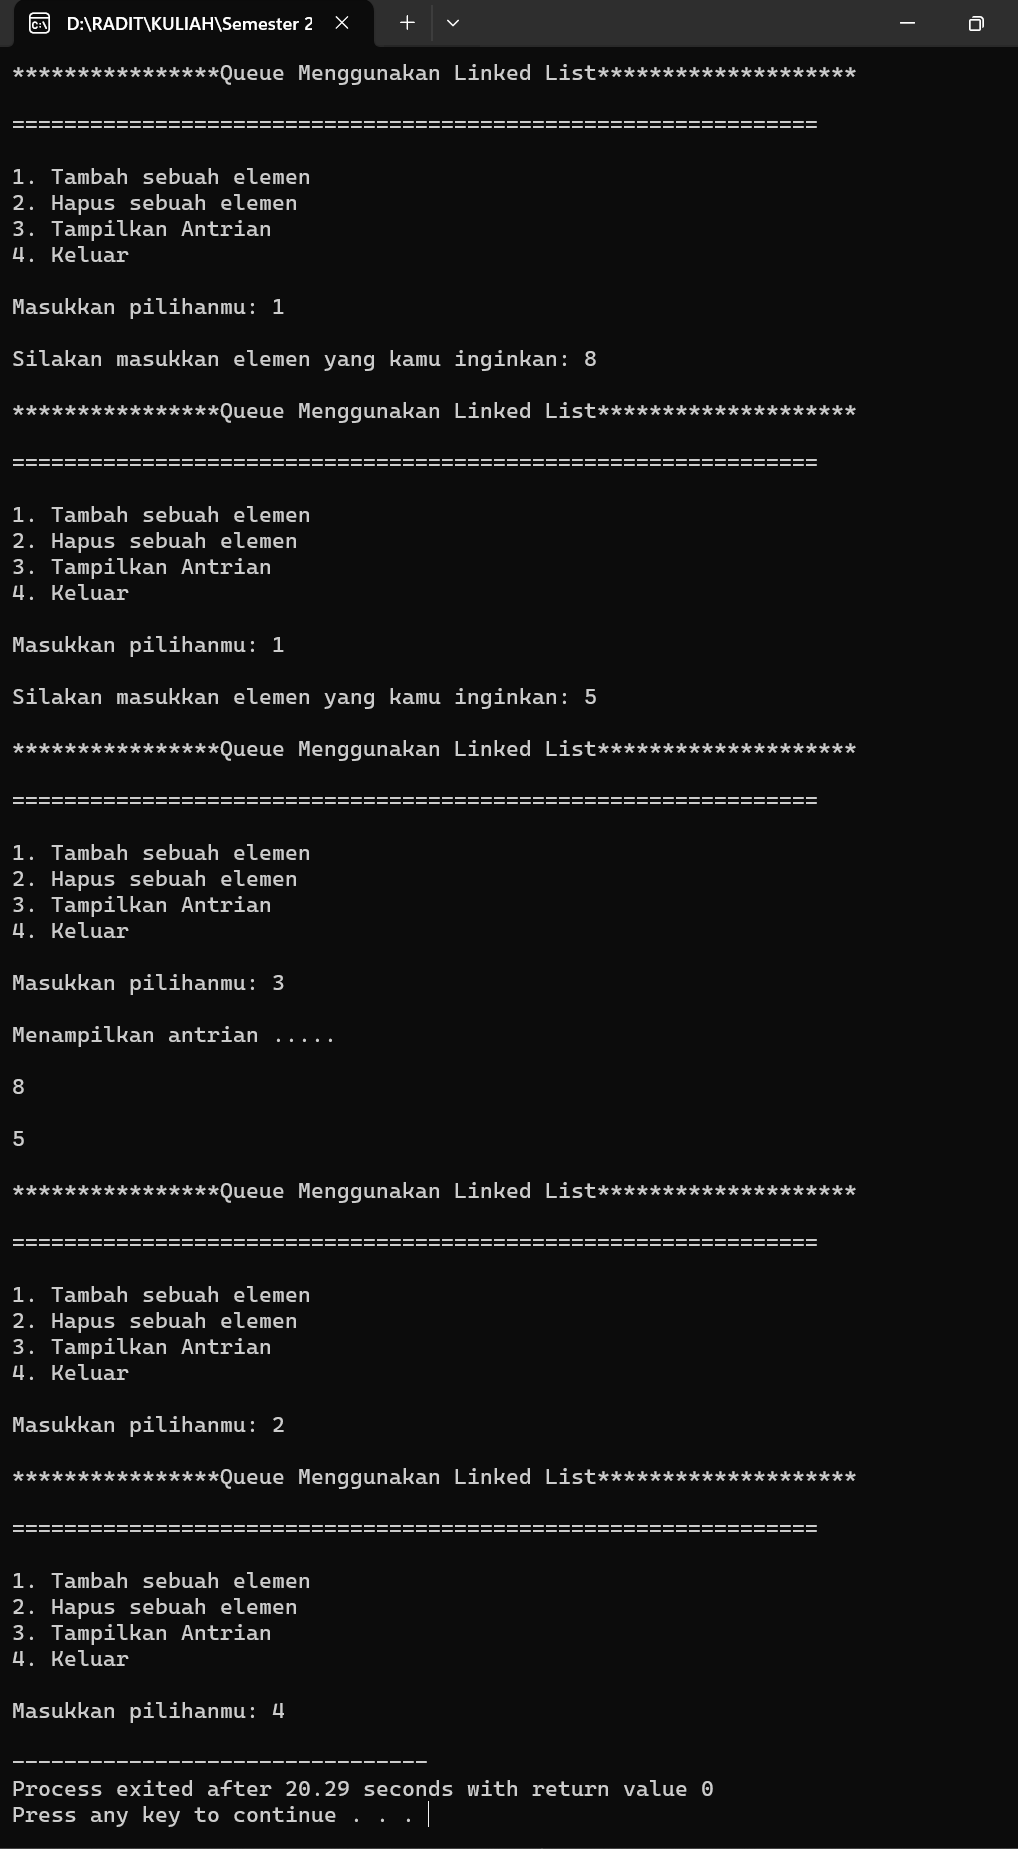 D:\RADIT\KULIAH\Semester 2
****************Queue Menggunakan Linked List********************
==============================================================
1. Tambah sebuah elemen
2. Hapus sebuah elemen
3. Tampilkan Antrian
4. Keluar
Masukkan pilihanmu: 1
Silakan masukkan elemen yang kamu inginkan: 8
****************Queue Menggunakan Linked List********************
==============================================================
1. Tambah sebuah elemen
2. Hapus sebuah elemen
3. Tampilkan Antrian
4. Keluar
Masukkan pilihanmu: 1
Silakan masukkan elemen yang kamu inginkan: 5
****************Queue Menggunakan Linked List********************
==============================================================
1. Tambah sebuah elemen
2. Hapus sebuah elemen
3. Tampilkan Antrian
4. Keluar
Masukkan pilihanmu: 3
Menampilkan antrian .....
8
5
****************Queue Menggunakan Linked List********************
==============================================================
1. Tambah sebuah elemen
2. Hapus sebuah elemen
3. Tampilkan Antrian
4. Keluar
Masukkan pilihanmu: 2
****************Queue Menggunakan Linked List********************
==============================================================
1. Tambah sebuah elemen
2. Hapus sebuah elemen
3. Tampilkan Antrian
4. Keluar
Masukkan pilihanmu: 4
--------------------------------
Process exited after 20.29 seconds with return value 0
Press any key to continue . . .